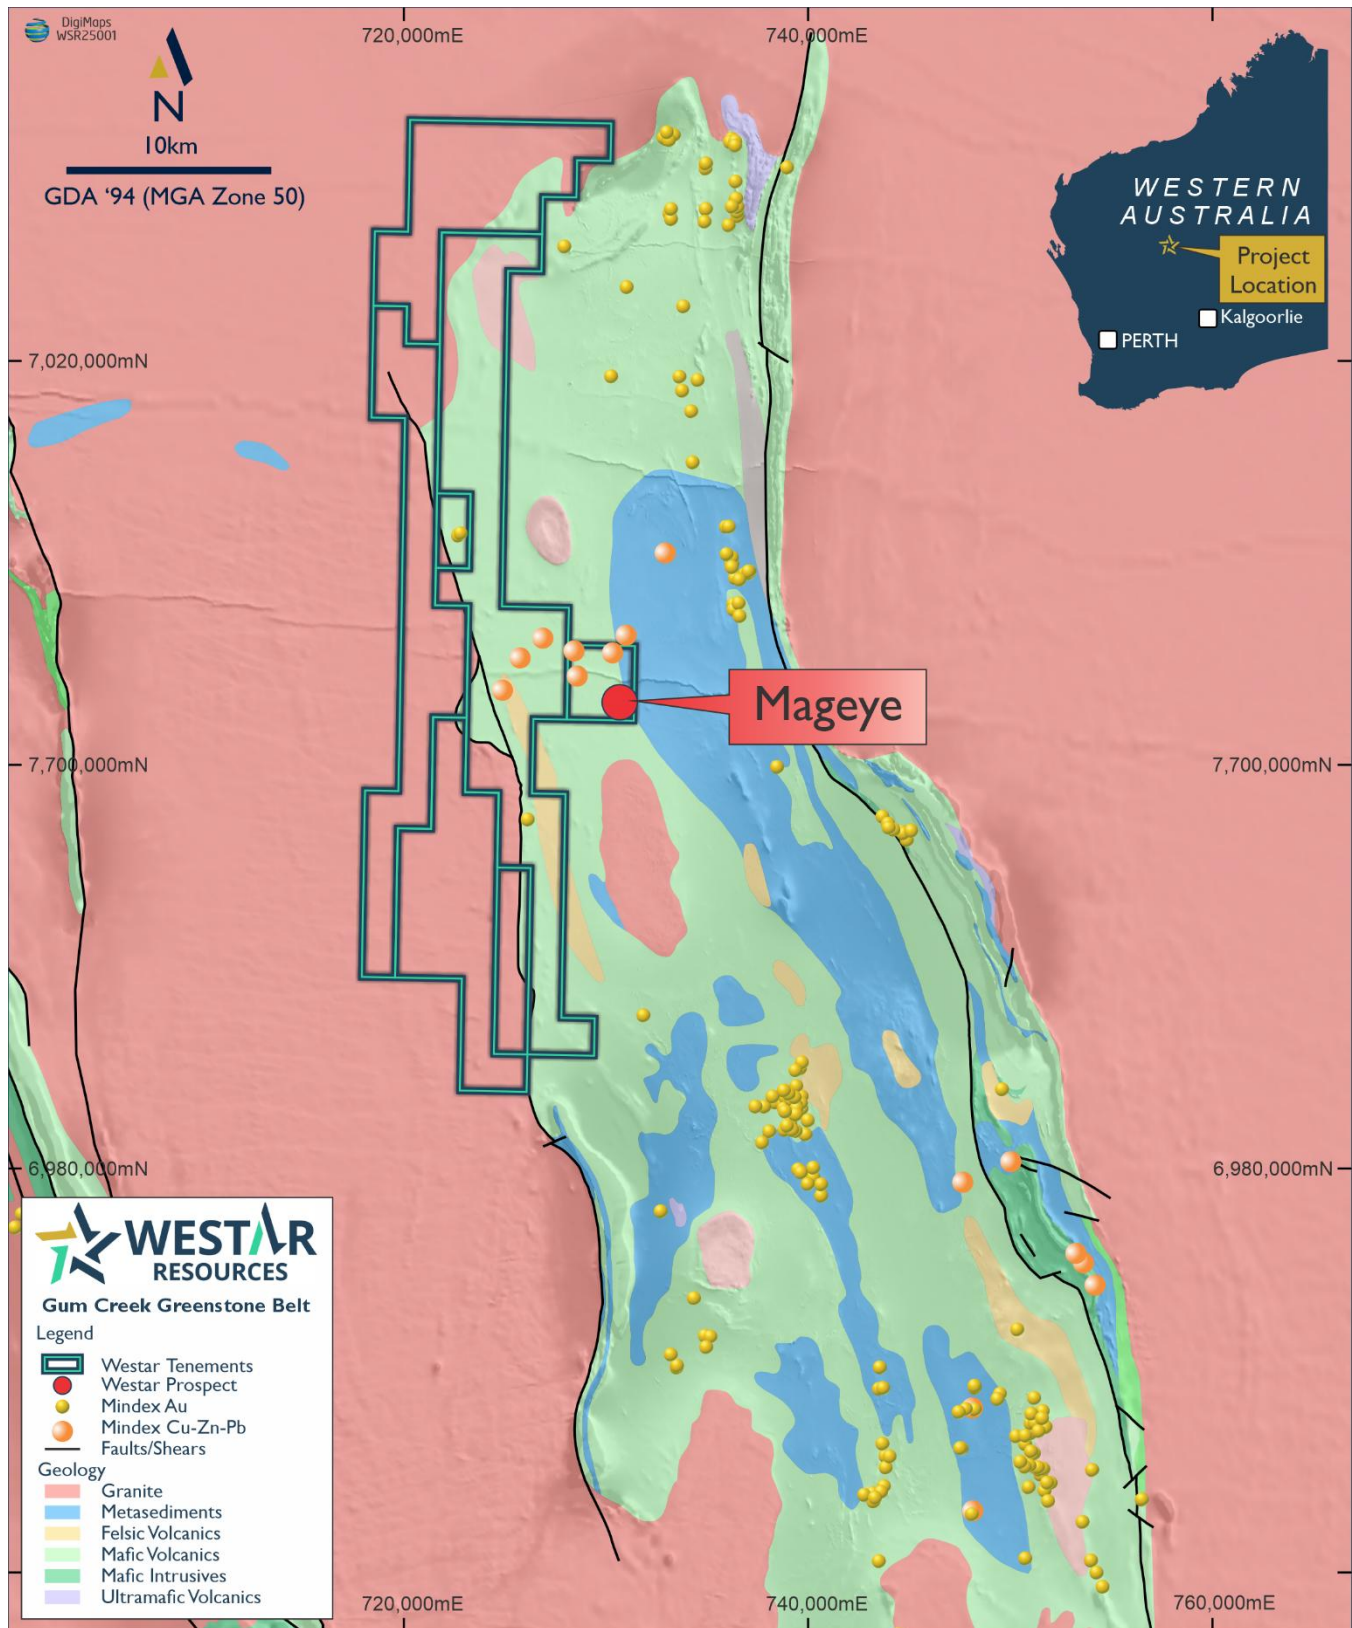 DigiMaps
WSR25001
720,000mE
740,000mE
N
10km
GDA '94 (MGA Zone 50)
WESTERN
AUSTRALIA
Project
Location
Kalgoorlie
PERTH
7,020,000mN
Mageye
7,700,000mN
7,700,000mN
6,980,000mN
6,980,000mN
WESTAR
RESOURCES
Gum Creek Greenstone Belt
Legend
Westar Tenements
Westar Prospect
Mindex Au
Mindex Cu-Zn-Pb
Faults/Shears
Geology
Granite
Metasediments
Felsic Volcanics
Mafic Volcanics
Mafic Intrusives
Ultramafic Volcanics
720,000mE
740,000mE
760,000mE